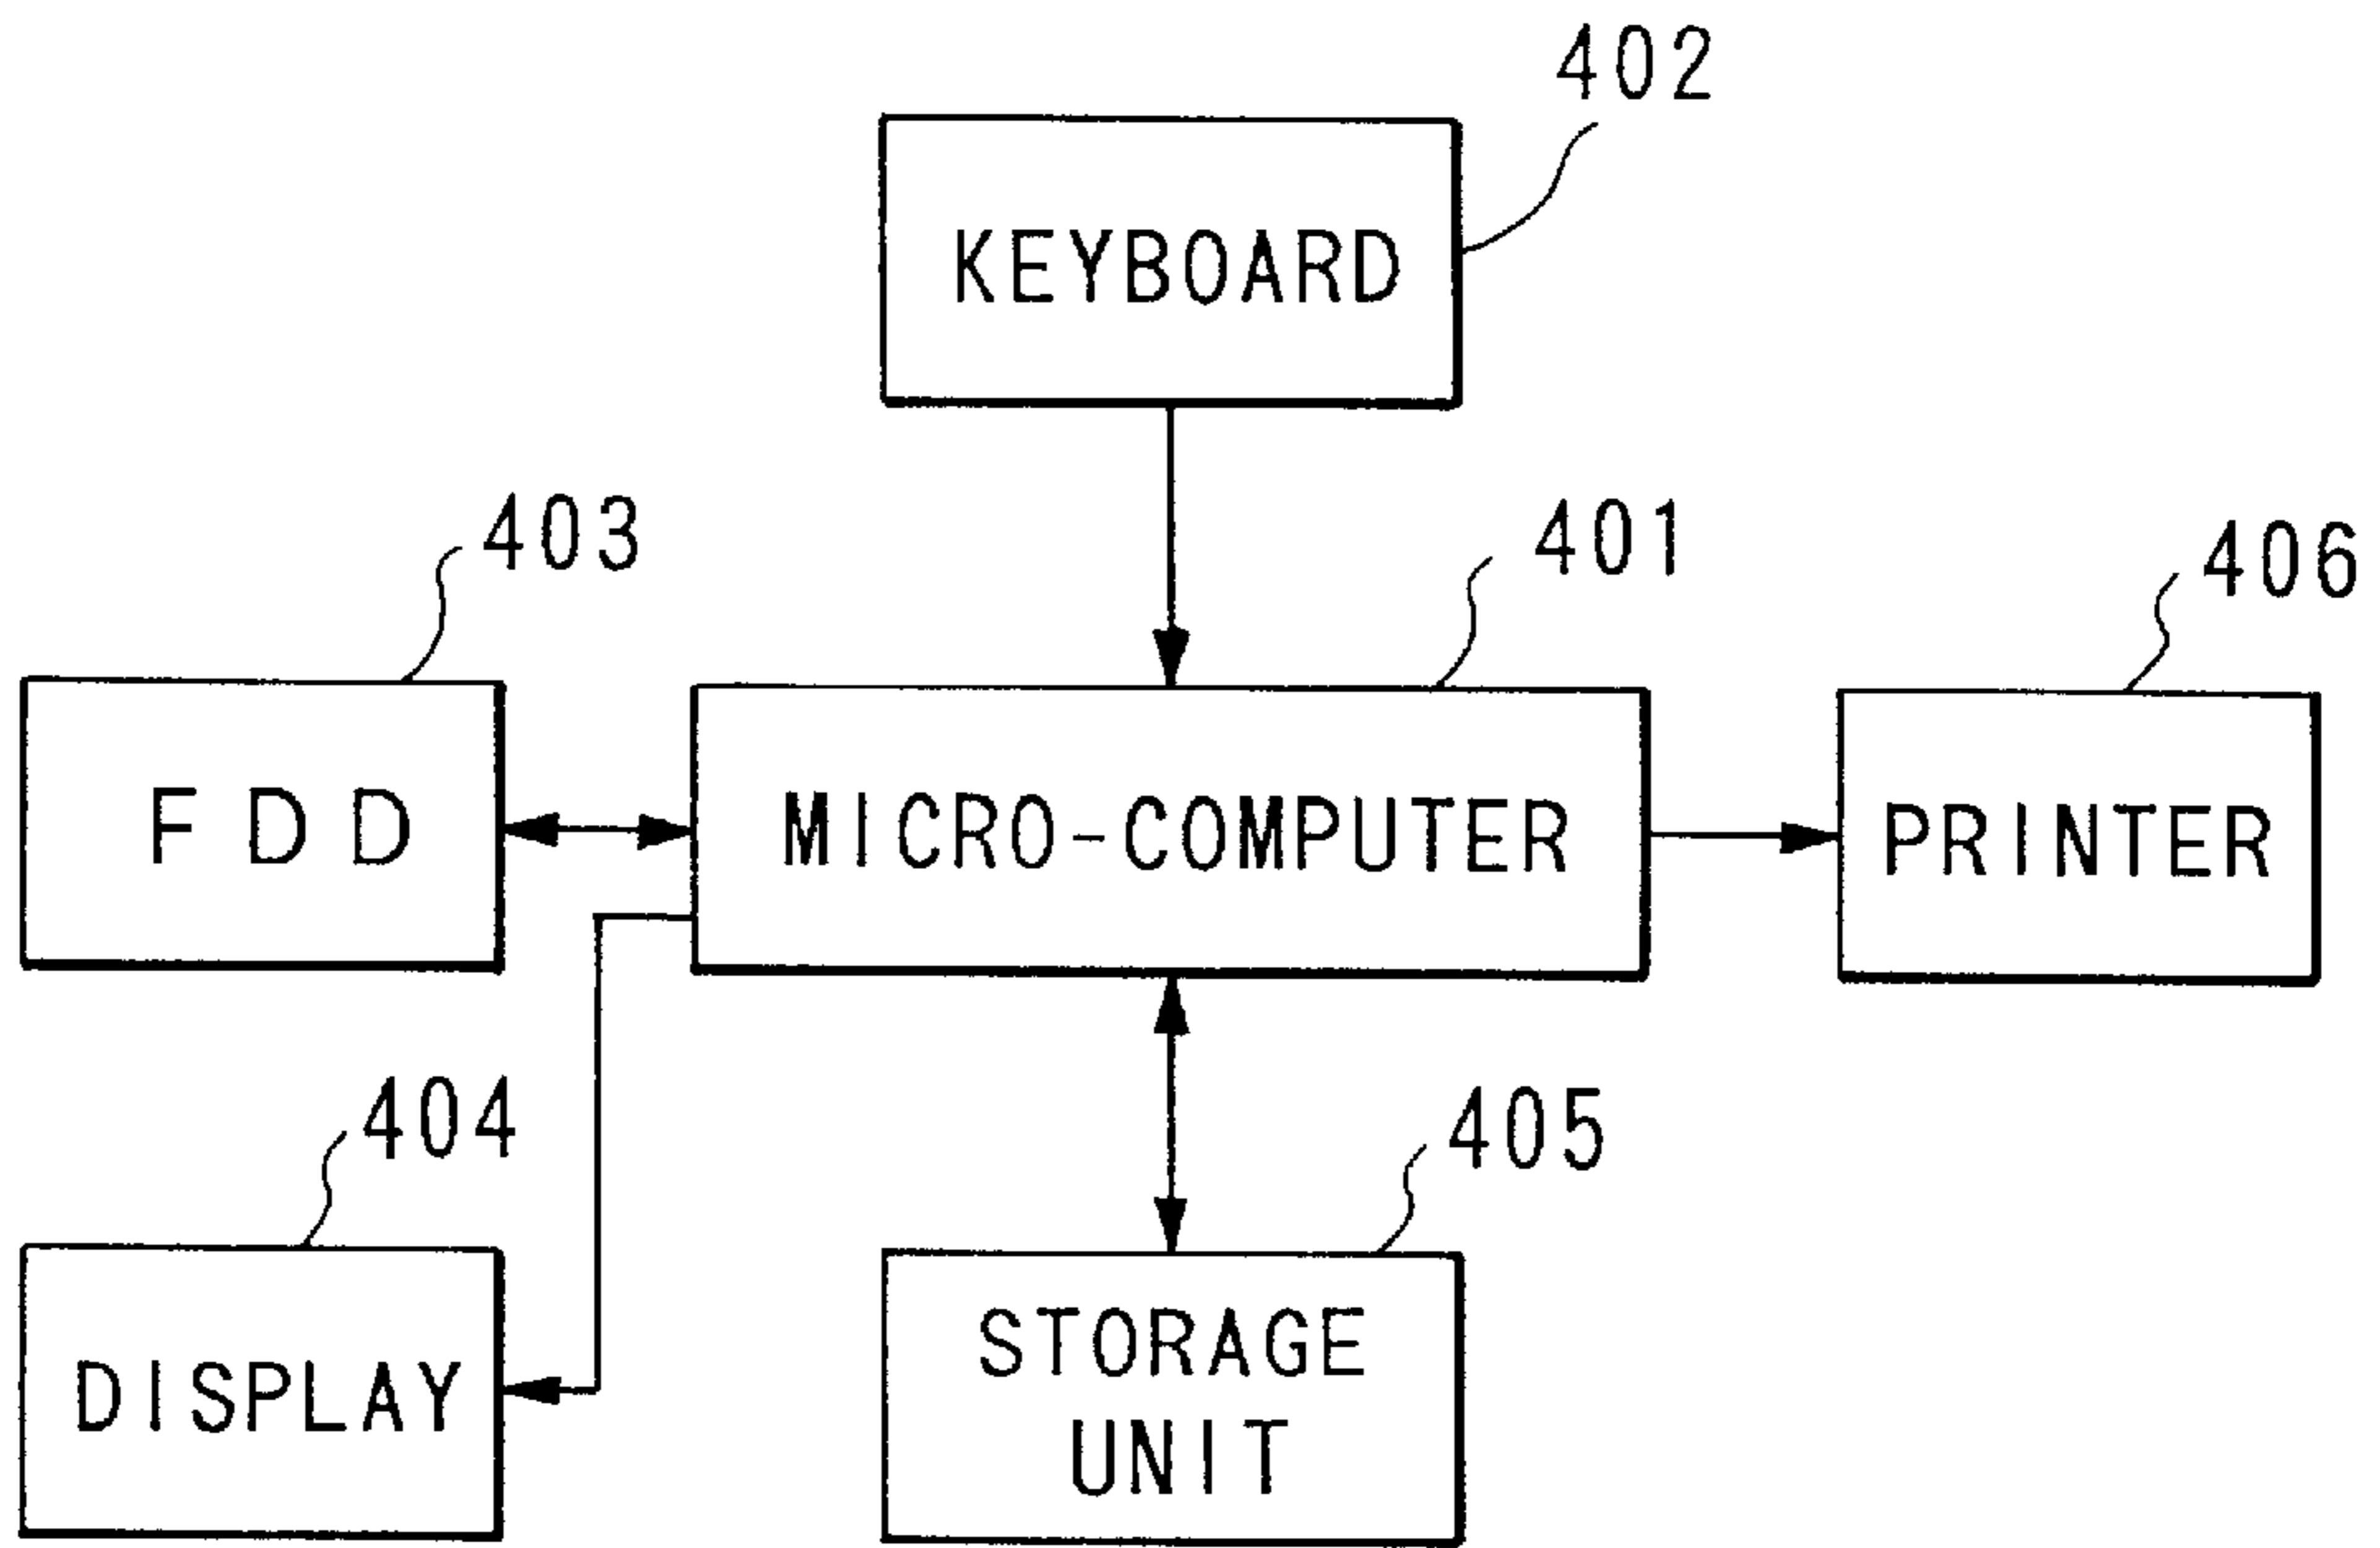 402
KEYBOARD
403
401
406
FDD
MICRO-COMPUTER
PRINTER
404
405
DISPLAY
STORAGE
UNIT